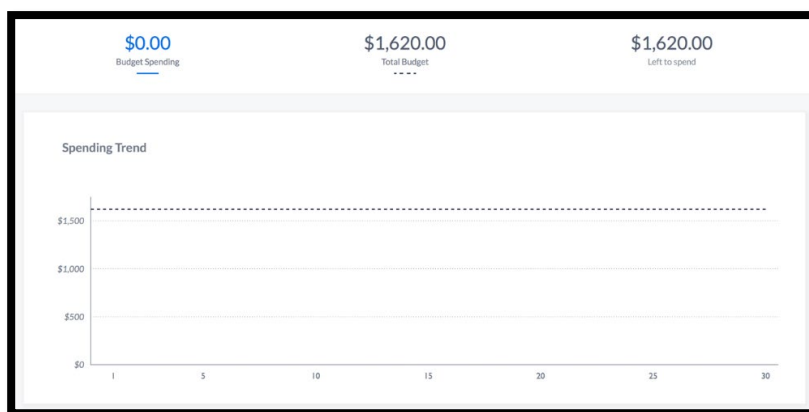 $0.00 $1,620.00 $1,620.00
Budget Spending Total Budget Left to spend
Spending Trend
$1,500
$1,000
$500
$0
1 5 10 15 20 25 30